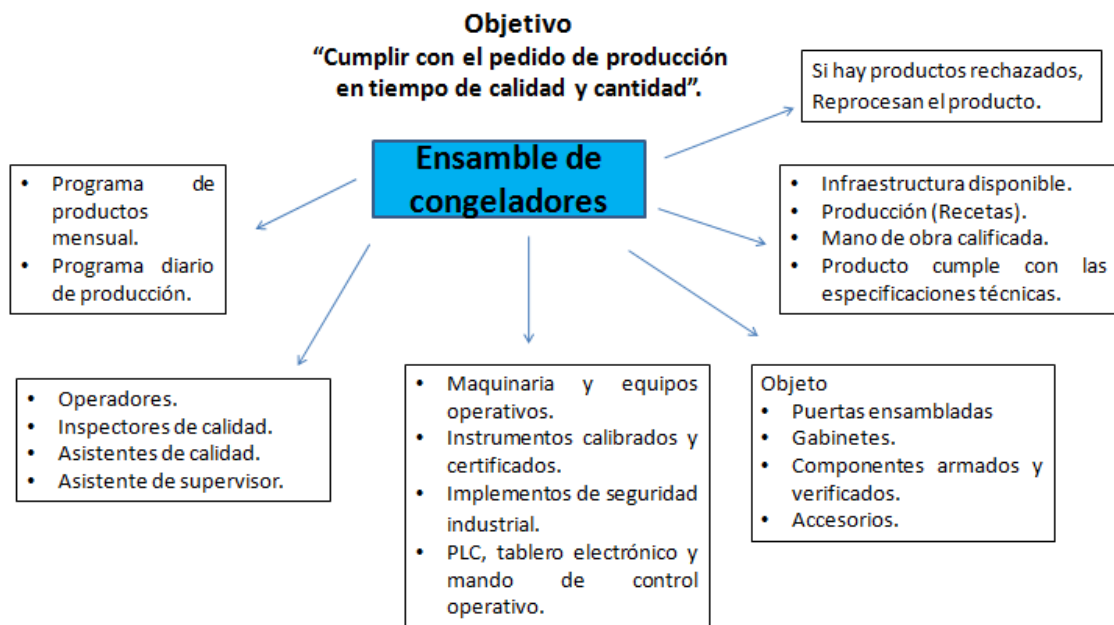 Objetivo
“Cumplir con el pedido de producción
en tiempo de calidad y cantidad”.
Si hay productos rechazados,
Reprocesan el producto.
Ensamble de
congeladores
• Programa de
productos
mensual.
• Programa diario
de producción.
• Infraestructura disponible.
• Producción (Recetas).
• Mano de obra calificada.
• Producto cumple con las
especificaciones técnicas.
• Operadores.
• Inspectores de calidad.
• Asistentes de calidad.
• Asistente de supervisor.
• Maquinaria y equipos
operativos.
• Instrumentos calibrados y
certificados.
• Implementos de seguridad
industrial.
• PLC, tablero electrónico y
mando de control
operativo.
Objeto
• Puertas ensambladas
• Gabinetes.
• Componentes armados y
verificados.
• Accesorios.